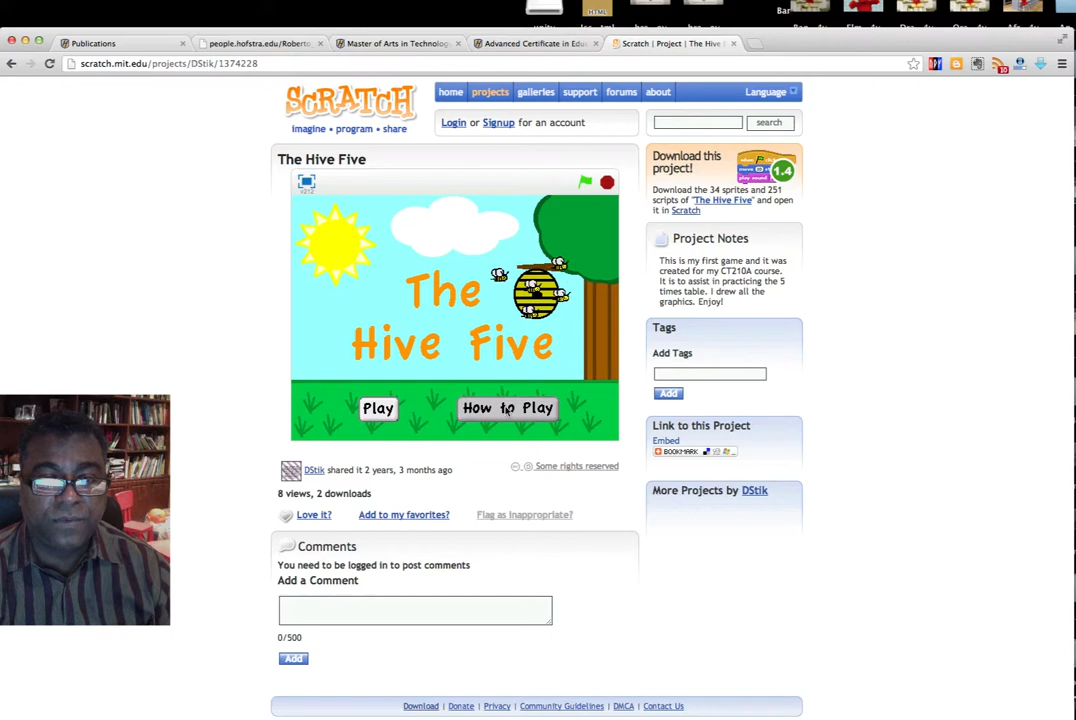 unity
HTML
Bar
Publications
people.hofstra.edu/Roberts
Master of Arts in Technolog
Advanced Certificate in Edu
Scratch | Project | The Hive F
scratch.mit.edu/projects/DStik/1374228
10
SCRATCH
imagine • program • share
home projects galleries support forums about Language
Login or Signup for an account
search
The Hive Five
v212
The
Hive Five
Play
How to Play
DStik shared it 2 years, 3 months ago
Some rights reserved
8 views, 2 downloads
Love it? Add to my favorites? Flag as inappropriate?
Comments
You need to be logged in to post comments
Add a Comment
0/500
Add
Download this
project!
1.4
Download the 34 sprites and 251
scripts of "The Hive Five" and open
it in Scratch
Project Notes
This is my first game and it was
created for my CT210A course.
It is to assist in practicing the 5
times table. I drew all the
graphics. Enjoy!
Tags
Add Tags
Add
Link to this Project
Embed
BOOKMARK
More Projects by DStik
Download | Donate | Privacy | Community Guidelines | DMCA | Contact Us